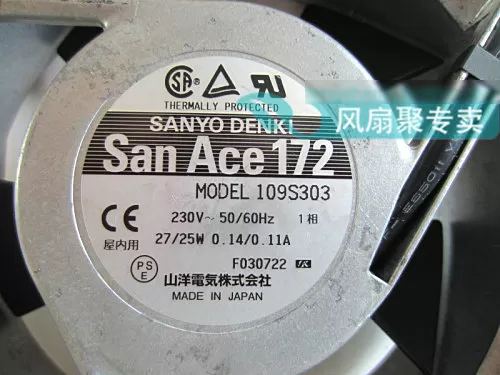 风扇聚专卖
THERMALLY PROTECTED
SANYO DENKI
San Ace 172
MODEL 109S303
230V~ 50/60Hz 1相
屋内用 27/25W 0.14/0.11A
F030722
PSE
山洋電気株式会社
MADE IN JAPAN